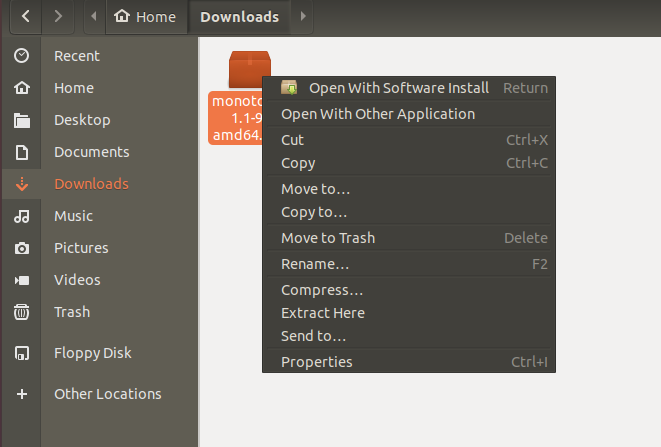 Home
Downloads
Recent
Home
Desktop
Documents
Downloads
Music
Pictures
Videos
Trash
Floppy Disk
Other Locations
1.1-9
Open With Software Install Return
Open With Other Application
Cut Ctrl+X
Copy Ctrl+C
Move to...
Copy to...
Move to Trash Delete
Rename... F2
Compress...
Extract Here
Send to...
Properties Ctrl+I